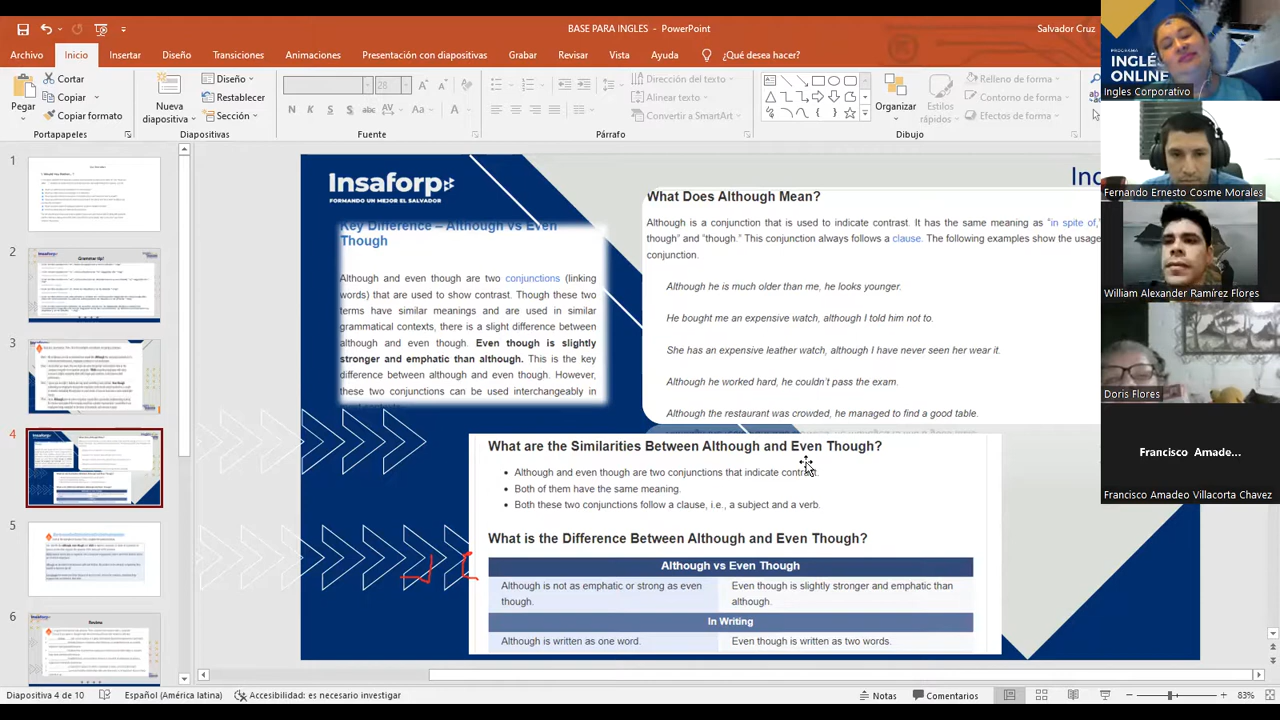 BASE PARA INGLES - PowerPoint
Salvador Cruz
Archivo Inicio Insertar Diseño Transiciones Animaciones Presentación con diapositivas Grabar Revisar Vista Ayuda ¿Qué desea hacer?
Pegar
Cortar
Copiar
Copiar formato
Portapapeles
Nueva diapositiva
Diseño
Restablecer
Sección
Diapositivas
28
Fuente
Dirección del texto
Alinear texto
Convertir a SmartArt
Párrafo
Organizar
Estilos rápidos
Relleno de forma
Contorno de forma
Efectos de forma
Dibujo
PROGRAMA
INGLÉS
ONLINE
Ingles Corporativo
Fernando Ernesto Cosme Morales
William Alexander Ramírez Flores
Doris Flores
Francisco Amade...
Francisco Amadeo Villacorta Chavez
1
2
Grammar tip!
3
4
5
6
Review
Insaforp
FORMANDO UN MEJOR EL SALVADOR
Key Difference – Although vs Even
Though
Although and even though are two conjunctions (linking
words) that are used to show contrast. Though these two
terms have similar meanings and are used in similar
grammatical contexts, there is a slight difference between
although and even though. Even though is slightly
stronger and emphatic than although. This is the key
difference between although and even though. However,
these two conjunctions can be used interchangeably in
What Does Although Mean?
Although is a conjunction that is used to indicate contrast. It has the same meaning as "in spite of,"
though" and "though." This conjunction always follows a clause. The following examples show the usage
conjunction.
Although he is much older than me, he looks younger.
He bought me an expensive watch, although I told him not to.
She has an expensive watch, although I have never seen her wear it.
Although he worked hard, he couldn't pass the exam.
Although the restaurant was crowded, he managed to find a good table.
What are the Similarities Between Although and Even Though?
Although and even though are two conjunctions that indicate contrast.
• Both of them have the same meaning.
• Both these two conjunctions follow a clause, i.e., a subject and a verb.
What is the Difference Between Although and Even Though?
Although vs Even Though
Although is not as emphatic or strong as even though.
Even though is slightly stronger and emphatic than although.
In Writing
Although is written as one word.
Even though is written as two words.
Diapositiva 4 de 10
Español (América latina)
Accesibilidad: es necesario investigar
Notas
Comentarios
83%